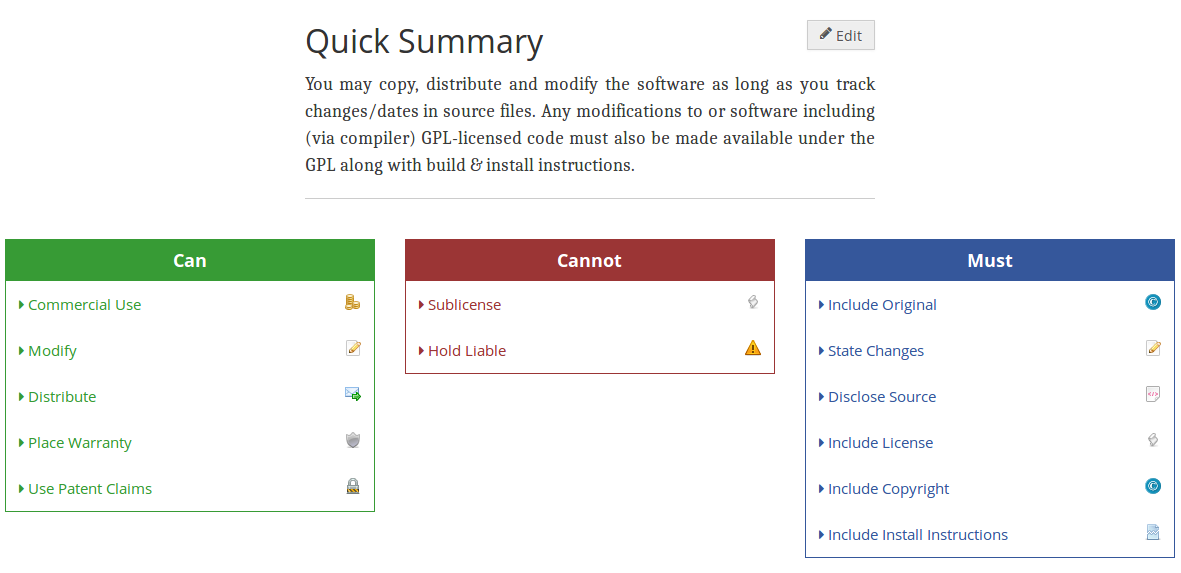 Quick Summary
Edit
You may copy, distribute and modify the software as long as you track
changes/dates in source files. Any modifications to or software including
(via compiler) GPL-licensed code must also be made available under the
GPL along with build & install instructions.
Can
Commercial Use
Modify
Distribute
Place Warranty
Use Patent Claims
Cannot
Sublicense
Hold Liable
Must
Include Original
State Changes
Disclose Source
Include License
Include Copyright
Include Install Instructions